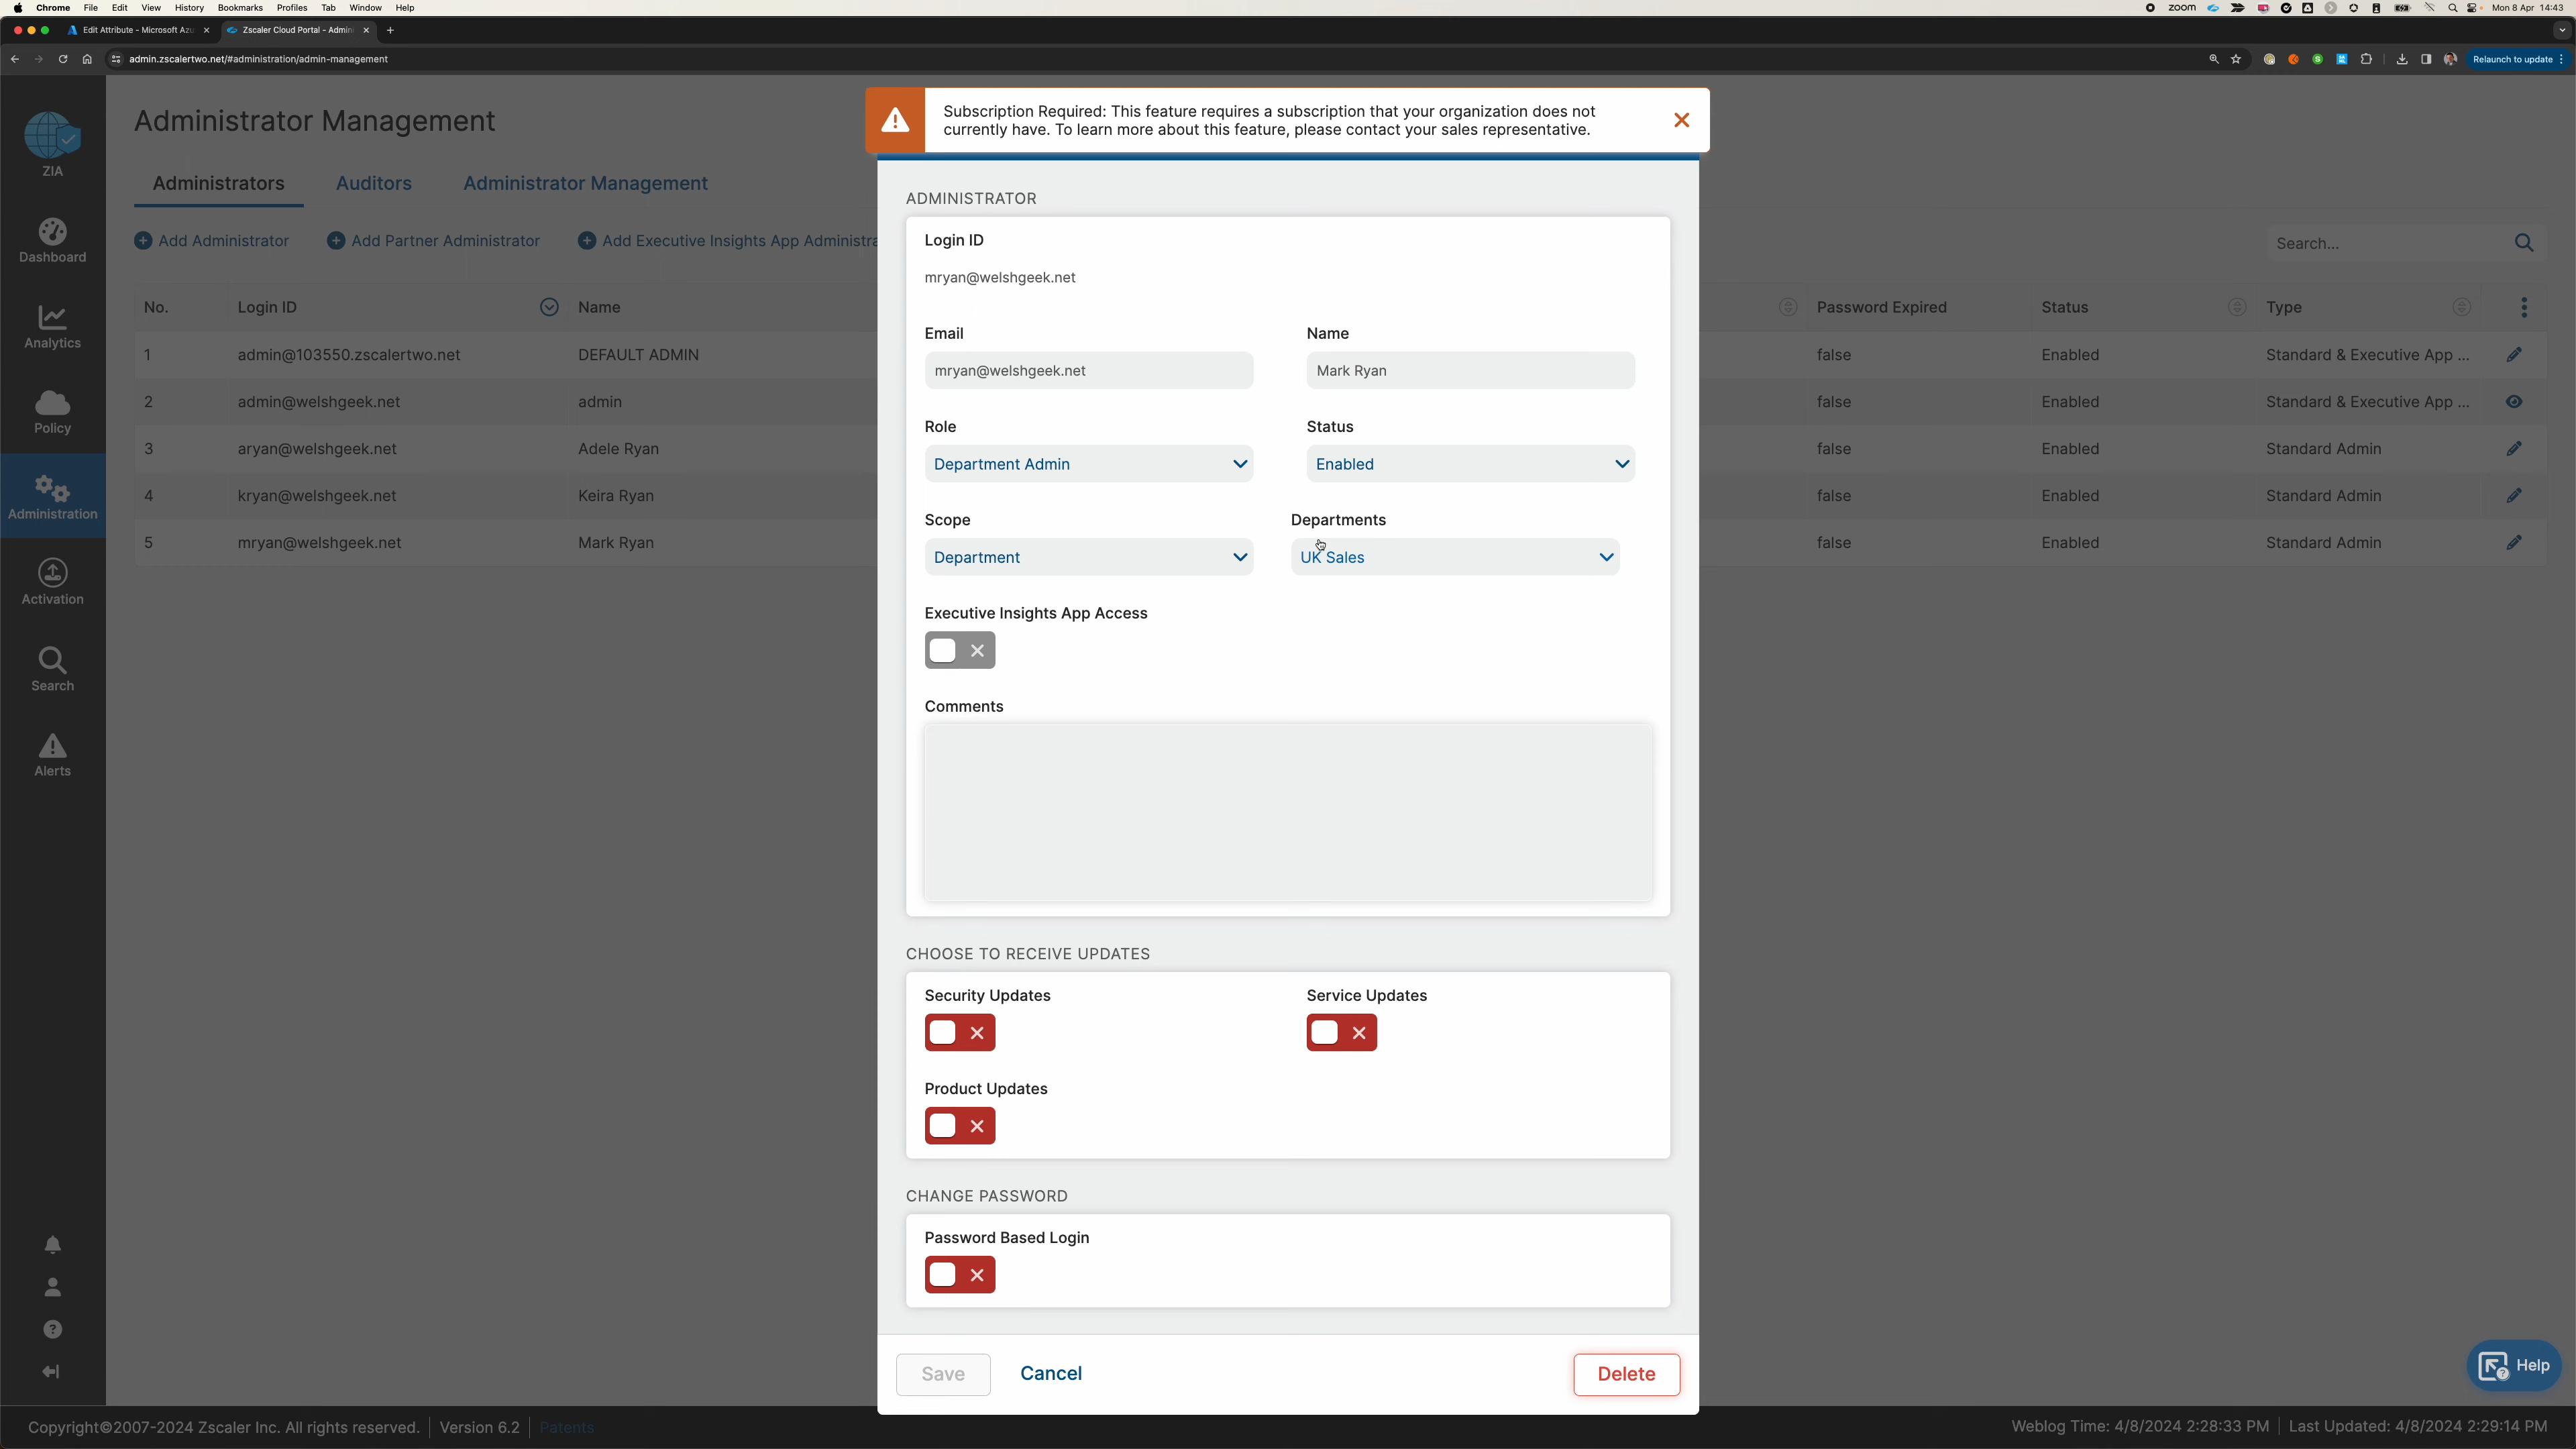 Chrome File Edit View History Bookmarks Profiles Tab Window Help
zoom
Mon 8 Apr 14:43
Edit Attribute - Microsoft Azu
Zscaler Cloud Portal - Admin
admin.zscalertwo.net/#administration/admin-management
Relaunch to update
ZIA
Dashboard
Analytics
Policy
Administration
Activation
Search
Alerts
Administrator Management
Administrators Auditors Administrator Management
Add Administrator Add Partner Administrator Add Executive Insights App Administra
Search...
No. Login ID Name Password Expired Status Type
1 admin@103550.zscalertwo.net DEFAULT ADMIN false Enabled Standard & Executive App ...
2 admin@welshgeek.net admin false Enabled Standard & Executive App ...
3 aryan@welshgeek.net Adele Ryan false Enabled Standard Admin
4 kryan@welshgeek.net Keira Ryan false Enabled Standard Admin
5 mryan@welshgeek.net Mark Ryan false Enabled Standard Admin
Subscription Required: This feature requires a subscription that your organization does not
currently have. To learn more about this feature, please contact your sales representative.
ADMINISTRATOR
Login ID
mryan@welshgeek.net
Email Name
mryan@welshgeek.net Mark Ryan
Role Status
Department Admin Enabled
Scope Departments
Department UK Sales
Executive Insights App Access
Comments
CHOOSE TO RECEIVE UPDATES
Security Updates Service Updates
Product Updates
CHANGE PASSWORD
Password Based Login
Save Cancel Delete
Help
Copyright©2007-2024 Zscaler Inc. All rights reserved. Version 6.2 Patents
Weblog Time: 4/8/2024 2:28:33 PM Last Updated: 4/8/2024 2:29:14 PM